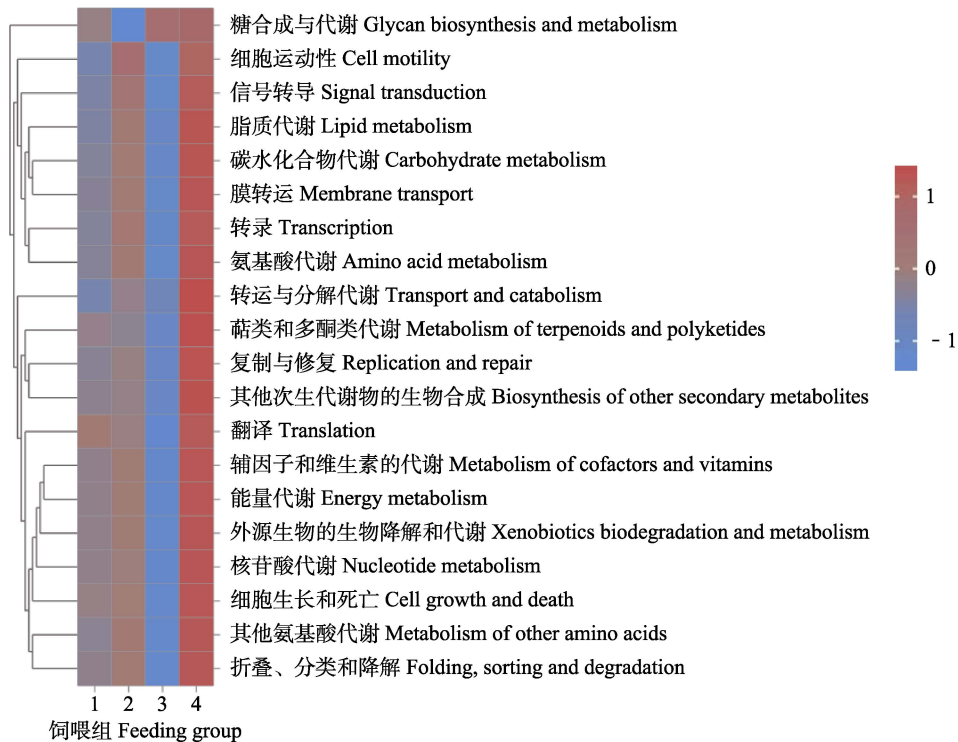 糖合成与代谢 Glycan biosynthesis and metabolism
细胞运动性 Cell motility
信号转导 Signal transduction
脂质代谢 Lipid metabolism
碳水化合物代谢 Carbohydrate metabolism
膜转运 Membrane transport
转录 Transcription
氨基酸代谢 Amino acid metabolism
转运与分解代谢 Transport and catabolism
萜类和多酮类代谢 Metabolism of terpenoids and polyketides
复制与修复 Replication and repair
其他次生代谢物的生物合成 Biosynthesis of other secondary metabolites
翻译 Translation
辅因子和维生素的代谢 Metabolism of cofactors and vitamins
能量代谢 Energy metabolism
外源生物的生物降解和代谢 Xenobiotics biodegradation and metabolism
核苷酸代谢 Nucleotide metabolism
细胞生长和死亡 Cell growth and death
其他氨基酸代谢 Metabolism of other amino acids
折叠、分类和降解 Folding, sorting and degradation
1 2 3 4
饲喂组 Feeding group
1
0
-1